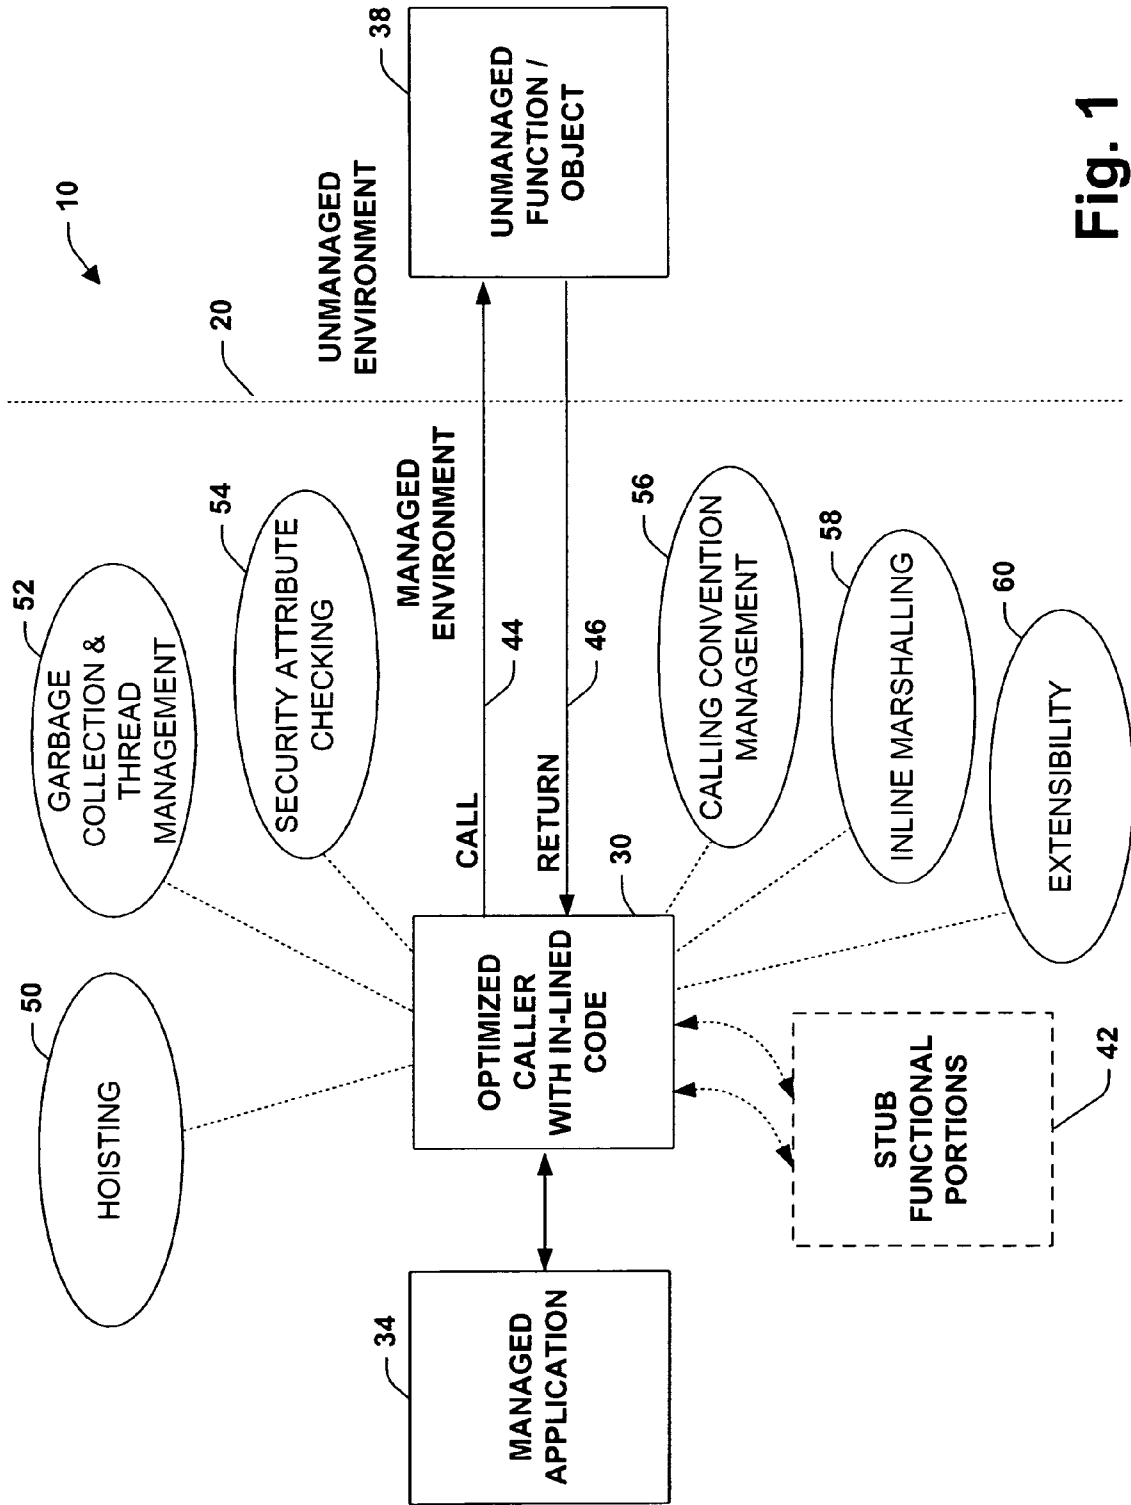 10
20
50
HOISTING
52
GARBAGE
COLLECTION &
THREAD
MANAGEMENT
54
SECURITY ATTRIBUTE
CHECKING
MANAGED
ENVIRONMENT
UNMANAGED
ENVIRONMENT
34
MANAGED
APPLICATION
OPTIMIZED
CALLER
WITH IN-LINED
CODE
30
CALL
44
RETURN
46
38
UNMANAGED
FUNCTION /
OBJECT
56
CALLING CONVENTION
MANAGEMENT
58
INLINE MARSHALLING
60
EXTENSIBILITY
STUB
FUNCTIONAL
PORTIONS
42
Fig. 1